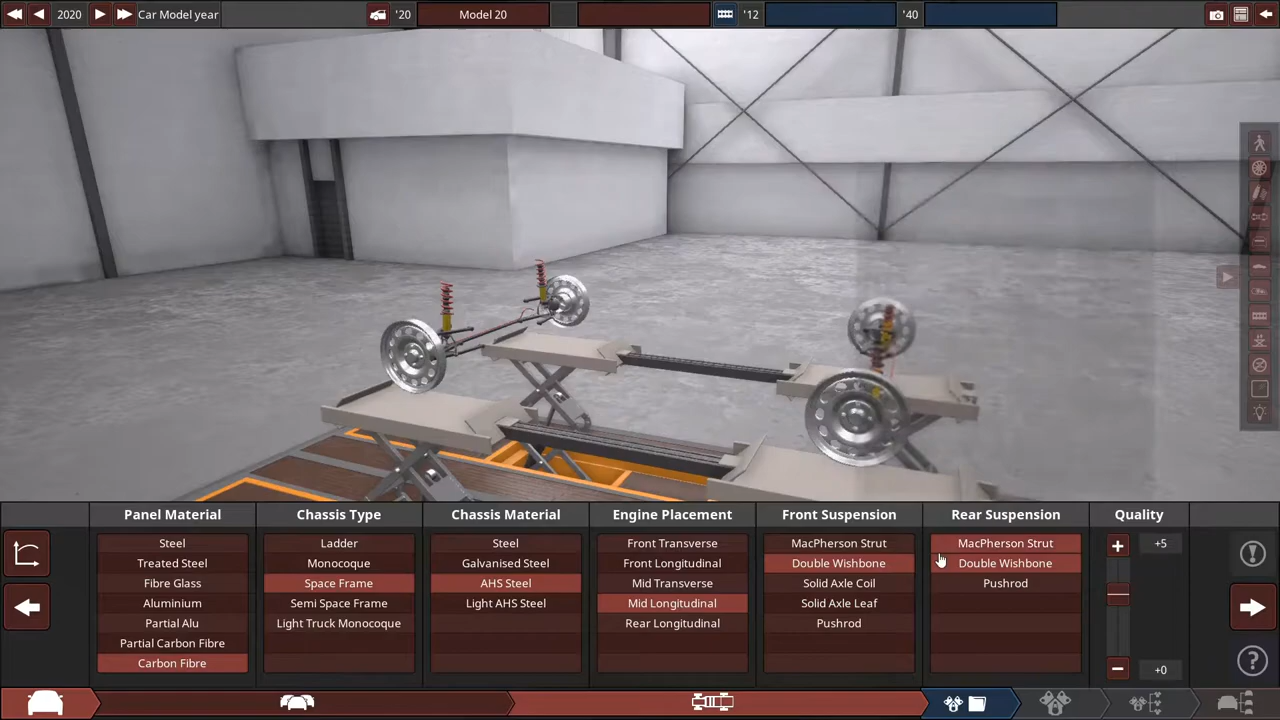 2020 Car Model year '20 Model 20 '12 '40
Panel Material
Steel
Treated Steel
Fibre Glass
Aluminium
Partial Alu
Partial Carbon Fibre
Carbon Fibre
Chassis Type
Ladder
Monocoque
Space Frame
Semi Space Frame
Light Truck Monocoque
Chassis Material
Steel
Galvanised Steel
AHS Steel
Light AHS Steel
Engine Placement
Front Transverse
Front Longitudinal
Mid Transverse
Mid Longitudinal
Rear Longitudinal
Front Suspension
MacPherson Strut
Double Wishbone
Solid Axle Coil
Solid Axle Leaf
Pushrod
Rear Suspension
MacPherson Strut
Double Wishbone
Pushrod
Quality
+ +5
- +0